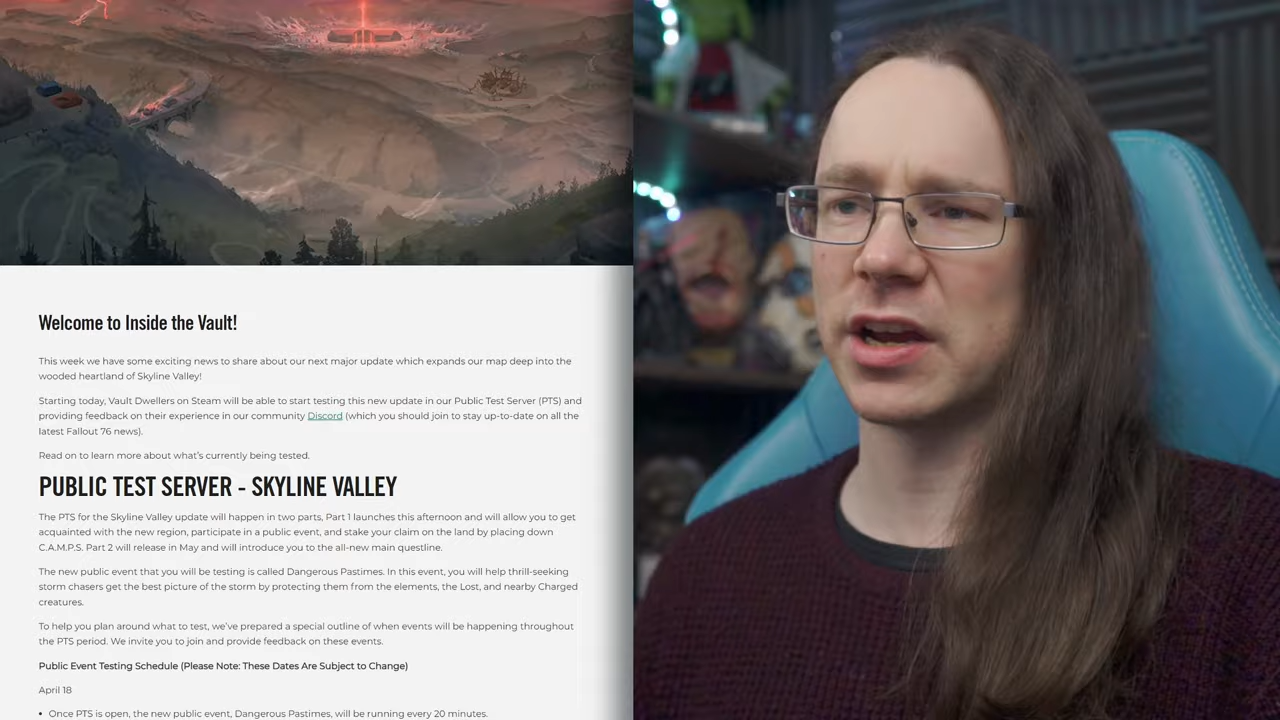 Welcome to Inside the Vault!
This week we have some exciting news to share about our next major update which expands our map deep into the
wooded heartland of Skyline Valley!
Starting today, Vault Dwellers on Steam will be able to start testing this new update in our Public Test Server (PTS) and
providing feedback on their experience in our community Discord (which you should join to stay up-to-date on all the
latest Fallout 76 news).
Read on to learn more about what's currently being tested.
PUBLIC TEST SERVER - SKYLINE VALLEY
The PTS for the Skyline Valley update will happen in two parts, Part 1 launches this afternoon and will allow you to get
acquainted with the new region, participate in a public event, and stake your claim on the land by placing down
C.A.M.P.S. Part 2 will release in May and will introduce you to the all-new main questline.
The new public event that you will be testing is called Dangerous Pastimes. In this event, you will help thrill-seeking
storm chasers get the best picture of the storm by protecting them from the elements, the Lost, and nearby Charged
creatures.
To help you plan around what to test, we've prepared a special outline of when events will be happening throughout
the PTS period. We invite you to join and provide feedback on these events.
Public Event Testing Schedule (Please Note: These Dates Are Subject to Change)
April 18
• Once PTS is open, the new public event, Dangerous Pastimes, will be running every 20 minutes.